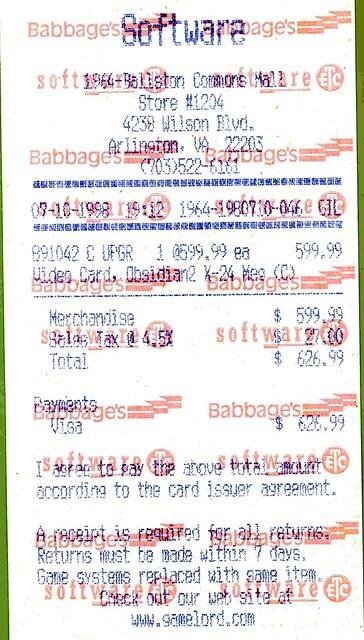 Software
1964-Ballston Commons Mall
Store #1204
4238 Wilson Blvd.
Arlington, VA, 22203
(703)522-6161
07-10-1998 19:12 1964-1980710-046 GIL
891042 C UPGR 1 @599.99 ea 599.99
Video Card, Obsidian2 X-24 Meg (C)
Merchandise $ 599.99
Sales Tax @ 4.5% $ 27.00
Total $ 626.99
Payments
Visa $ 626.99
I agree to pay the above total amount
according to the card issuer agreement.
A receipt is required for all returns.
Returns must be made within 7 days.
Game systems replaced with same item.
Check out our web site at
www.gamelord.com
Babbage's
software etc